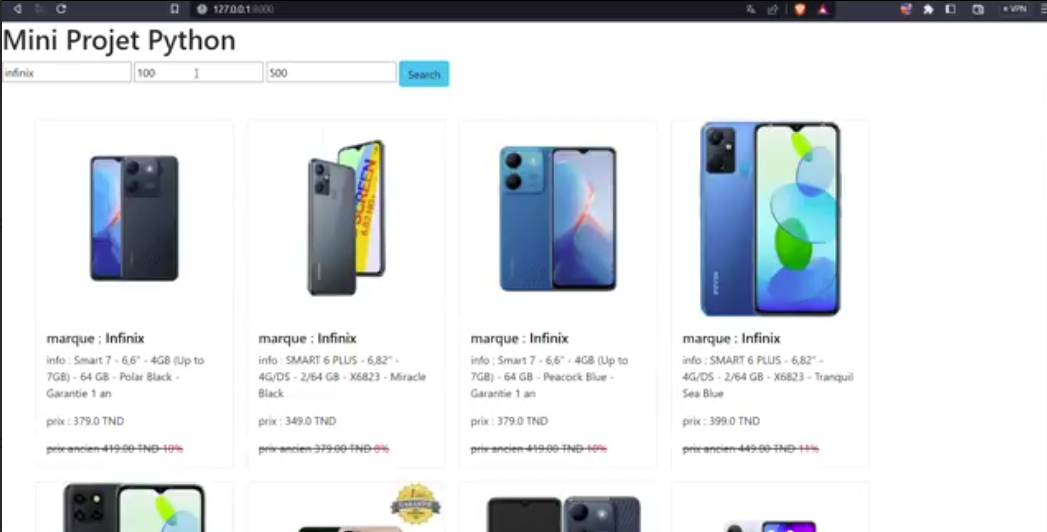 127.0.0.1:8000
VPN
Mini Projet Python
infinix 100 500 Search
SCREEN
marque : Infinix
info : Smart 7 - 6,6" - 4GB (Up to
7GB) - 64 GB - Polar Black -
Garantie 1 an
prix : 379.0 TND
prix ancien 419.00 TND 10%
marque : Infinix
info : SMART 6 PLUS - 6,82" -
4G/DS - 2/64 GB - X6823 - Miracle
Black
prix : 349.0 TND
prix ancien 379.00 TND 8%
marque : Infinix
info : Smart 7 - 6,6" - 4GB (Up to
7GB) - 64 GB - Peacock Blue -
Garantie 1 an
prix : 379.0 TND
prix ancien 419.00 TND 10%
marque : Infinix
info : SMART 6 PLUS - 6,82" -
4G/DS - 2/64 GB - X6823 - Tranquil
Sea Blue
prix : 399.0 TND
prix ancien 449.00 TND 11%
GARANTIE